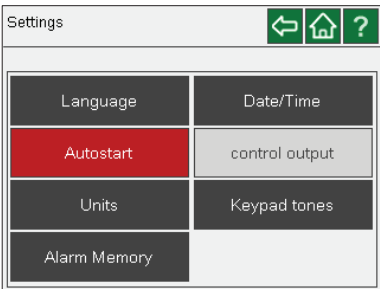 Settings
?
Language
Date/Time
Autostart
control output
Units
Keypad tones
Alarm Memory